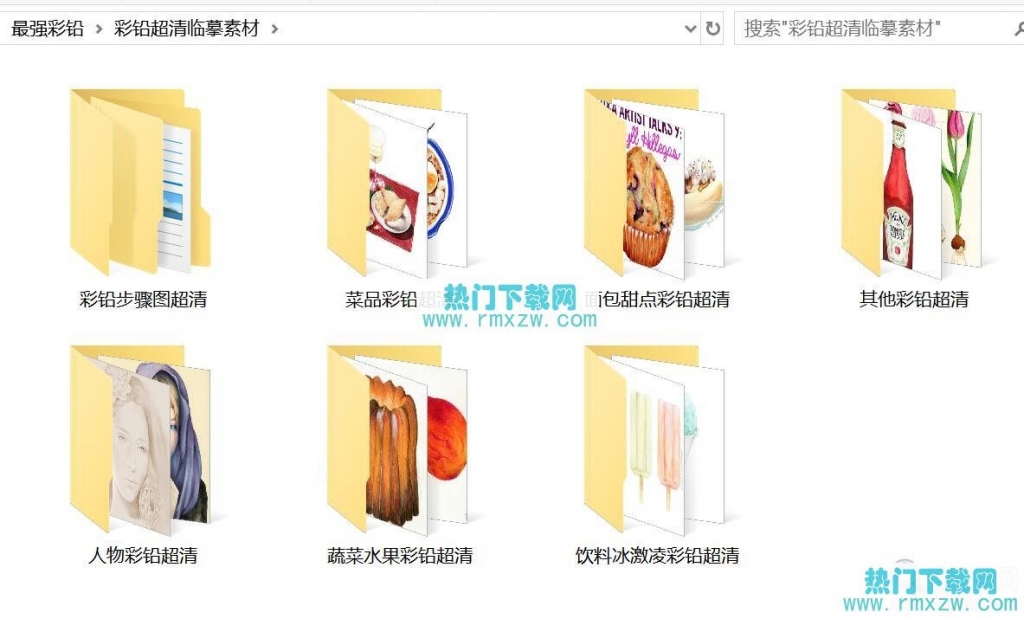 最强彩铅 › 彩铅超清临摹素材 ›
搜索"彩铅超清临摹素材"
彩铅步骤图超清
菜品彩铅超
面包甜点彩铅超清
其他彩铅超清
热门下载网
www.rmxzw.com
人物彩铅超清
蔬菜水果彩铅超清
饮料冰激凌彩铅超清
热门下载网
www.rmxzw.com